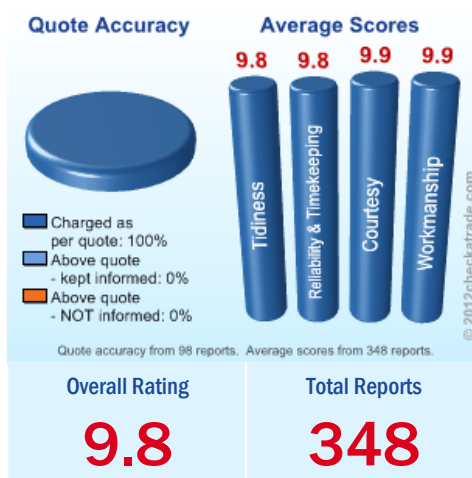 Quote Accuracy
Charged as
per quote: 100%
Above quote
- kept informed: 0%
Above quote
- NOT informed: 0%
Average Scores
9.8
9.8
9.9
9.9
Tidiness
Reliability & Timekeeping
Courtesy
Workmanship
© 2012checkatrade.com
Quote accuracy from 98 reports. Average scores from 348 reports.
Overall Rating
9.8
Total Reports
348